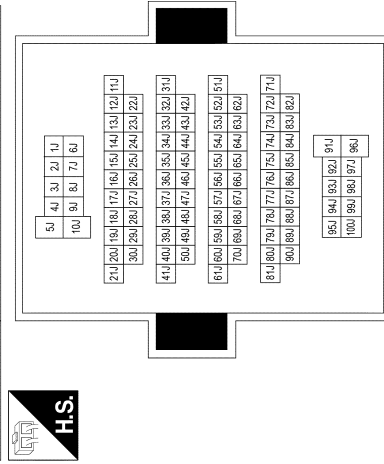 H.S.
5J 4J 3J 2J 1J
10J 9J 8J 7J 6J
21J 20J 19J 18J 17J 16J 15J 14J 13J 12J 11J
30J 29J 28J 27J 26J 25J 24J 23J 22J
41J 40J 39J 38J 37J 36J 35J 34J 33J 32J 31J
50J 49J 48J 47J 46J 45J 44J 43J 42J
61J 60J 59J 58J 57J 56J 55J 54J 53J 52J 51J
70J 69J 68J 67J 66J 65J 64J 63J 62J
81J 80J 79J 78J 77J 76J 75J 74J 73J 72J 71J
90J 89J 88J 87J 86J 85J 84J 83J 82J
95J 94J 93J 92J 91J
100J 99J 98J 97J 96J